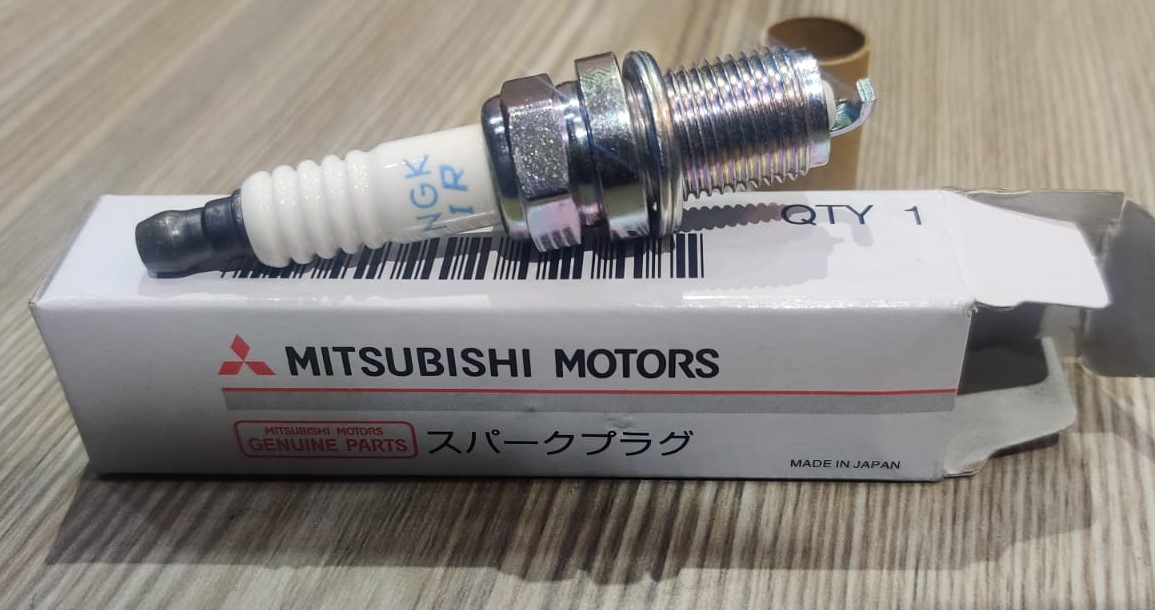 NGK
IR
QTY 1
MITSUBISHI MOTORS
MITSUBISHI MOTORS
GENUINE PARTS
スパークプラグ
MADE IN JAPAN